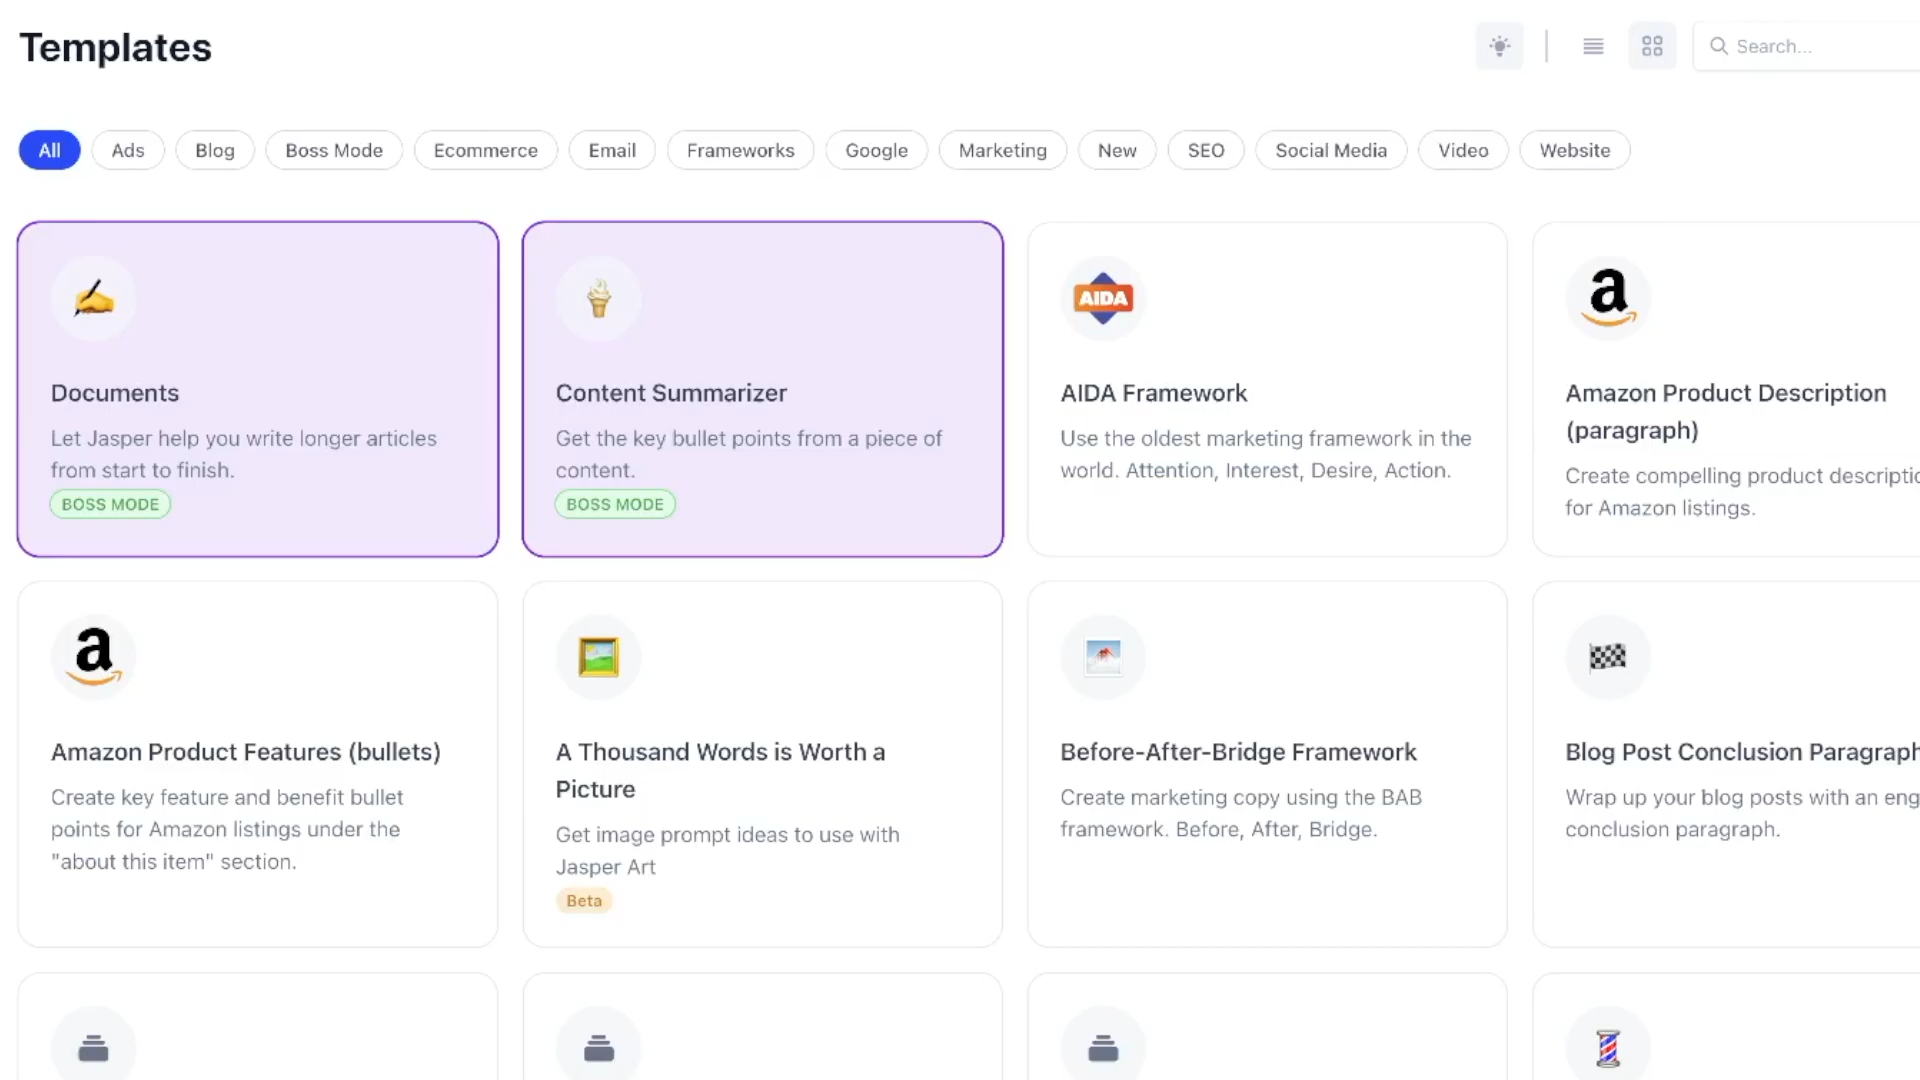 Templates
Search...
All
Ads
Blog
Boss Mode
Ecommerce
Email
Frameworks
Google
Marketing
New
SEO
Social Media
Video
Website
Documents
Let Jasper help you write longer articles
from start to finish.
BOSS MODE
Content Summarizer
Get the key bullet points from a piece of
content.
BOSS MODE
AIDA
AIDA Framework
Use the oldest marketing framework in the
world. Attention, Interest, Desire, Action.
a
Amazon Product Description
(paragraph)
Create compelling product
for Amazon listings.
a
Amazon Product Features (bullets)
Create key feature and benefit bullet
points for Amazon listings under the
"about this item" section.
A Thousand Words is Worth a
Picture
Get image prompt ideas to use with
Jasper Art
Beta
Before-After-Bridge Framework
Create marketing copy using the BAB
framework. Before, After, Bridge.
Blog Post Conclusion Paragraph
Wrap up your blog posts with an
conclusion paragraph.